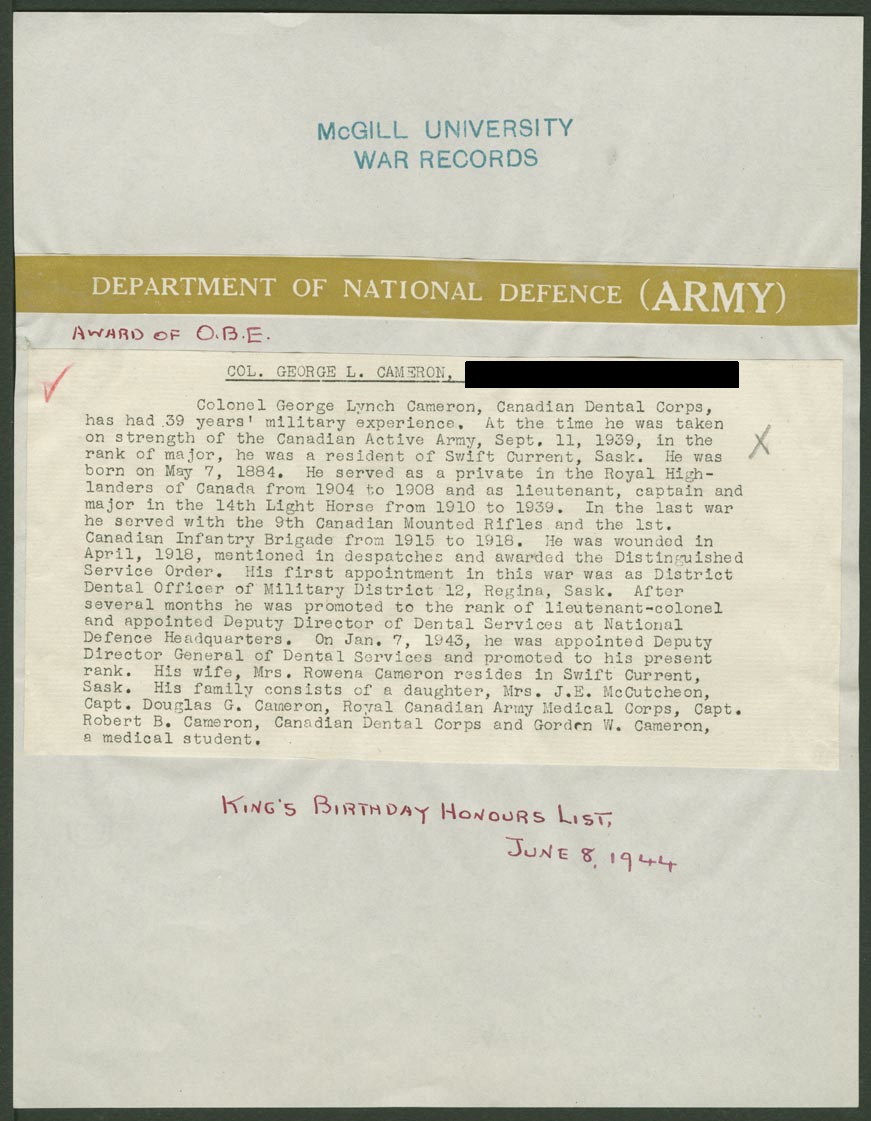 McGILL UNIVERSITY
WAR RECORDS
DEPARTMENT OF NATIONAL DEFENCE (ARMY)
AWARD OF O.B.E.
COL. GEORGE L. CAMERON,
Colonel George Lynch Cameron, Canadian Dental Corps,
has had 39 years' military experience. At the time he was taken
on strength of the Canadian Active Army, Sept. 11, 1939, in the
rank of major, he was a resident of Swift Current, Sask. He was
born on May 7, 1884. He served as a private in the Royal High-
landers of Canada from 1904 to 1908 and as lieutenant, captain and
major in the 14th Light Horse from 1910 to 1939. In the last war
he served with the 9th Canadian Mounted Rifles and the 1st.
Canadian Infantry Brigade from 1915 to 1918. He was wounded in
April, 1918, mentioned in despatches and awarded the Distinguished
Service Order. His first appointment in this war was as District
Dental Officer of Military District 12, Regina, Sask. After
several months he was promoted to the rank of lieutenant-colonel
and appointed Deputy Director of Dental Services at National
Defence Headquarters. On Jan. 7, 1943, he was appointed Deputy
Director General of Dental Services and promoted to his present
rank. His wife, Mrs. Rowena Cameron resides in Swift Current,
Sask. His family consists of a daughter, Mrs. J.E. McCutcheon,
Capt. Douglas G. Cameron, Royal Canadian Army Medical Corps, Capt.
Robert B. Cameron, Canadian Dental Corps and Gordon W. Cameron,
a medical student.
KING'S BIRTHDAY HONOURS LIST,
JUNE 8, 1944